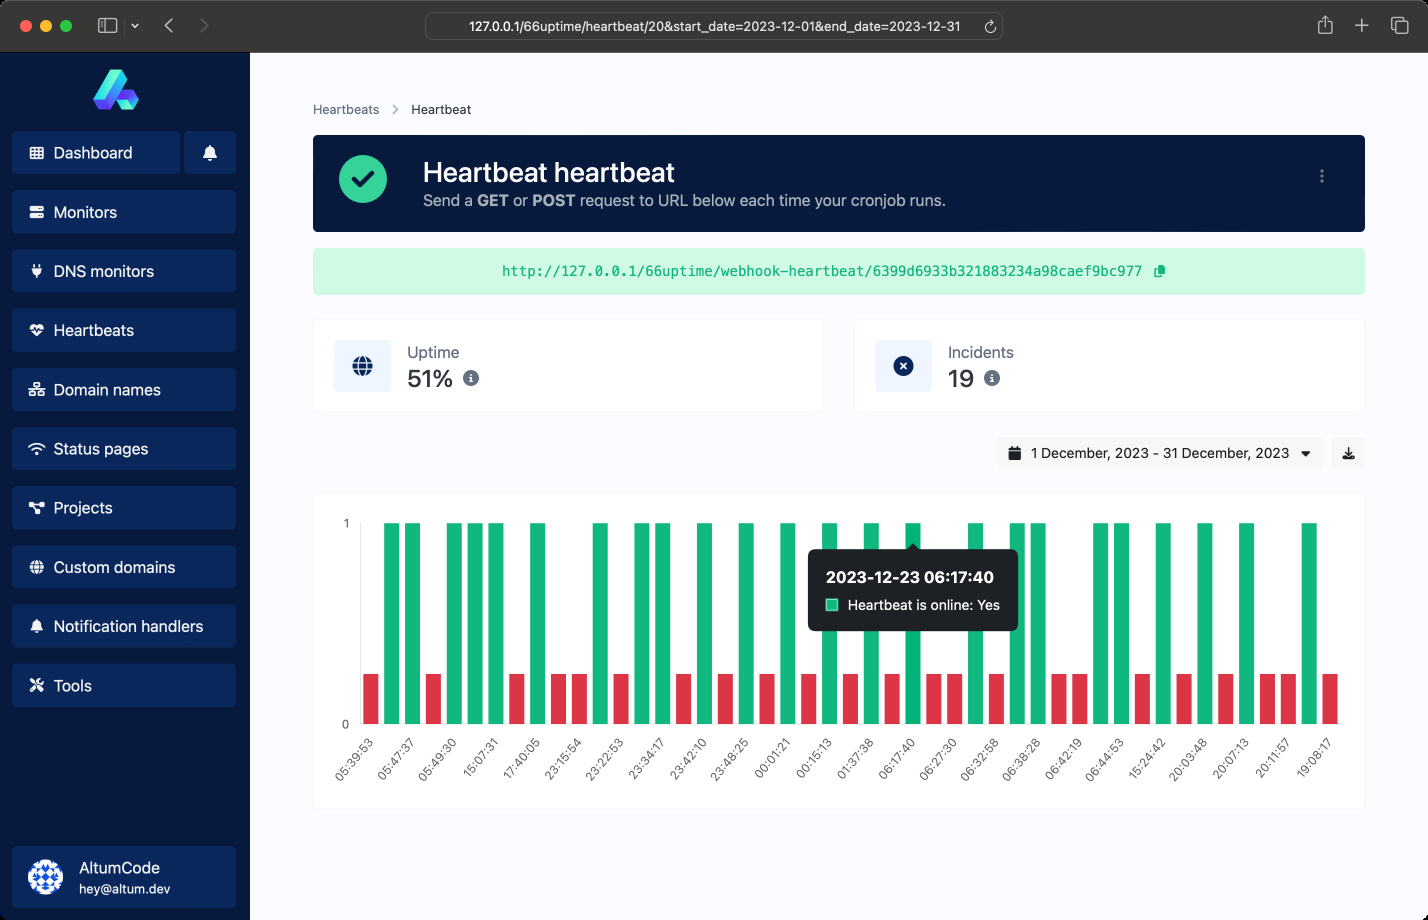 127.0.0.1/66uptime/heartbeat/20&start_date=2023-12-01&end_date=2023-12-31
Dashboard
Monitors
DNS monitors
Heartbeats
Domain names
Status pages
Projects
Custom domains
Notification handlers
Tools
AltumCode
hey@altum.dev
Heartbeats > Heartbeat
Heartbeat heartbeat
Send a GET or POST request to URL below each time your cronjob runs.
http://127.0.0.1/66uptime/webhook-heartbeat/6399d6933b321883234a98caef9bc977
Uptime
51%
Incidents
19
1 December, 2023 - 31 December, 2023
1
0
2023-12-23 06:17:40
Heartbeat is online: Yes
05:39:53
05:47:37
05:49:30
15:07:31
17:40:05
23:15:54
23:22:53
23:34:17
23:42:10
23:48:25
00:01:21
00:15:13
01:37:38
06:17:40
06:27:30
06:32:58
06:38:28
06:42:19
06:44:53
15:24:42
20:03:48
20:07:13
20:11:57
19:08:17